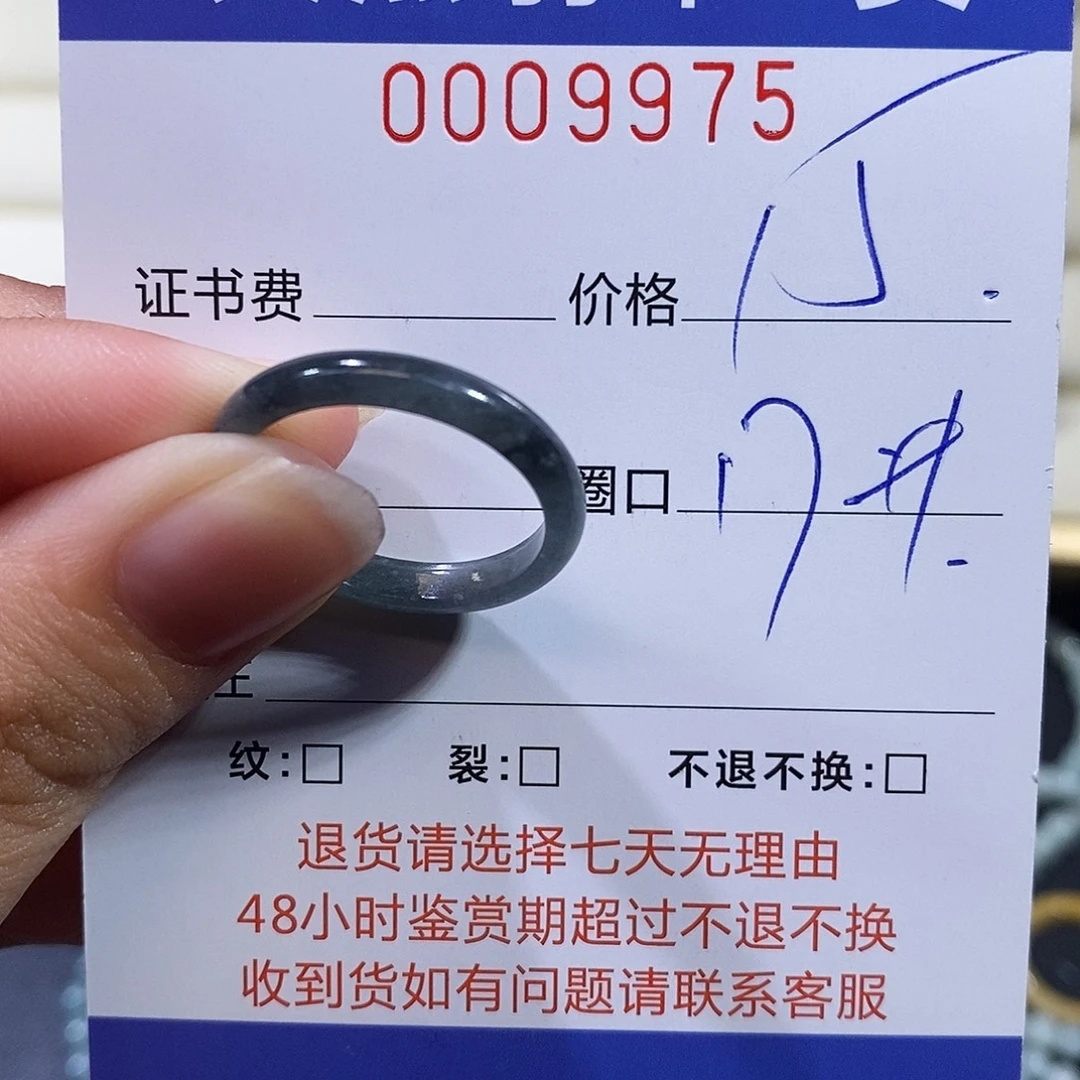 0009975
证书费 价格
圈口 17#.
纹:□ 裂:□ 不退不换:□
退货请选择七天无理由
48小时鉴赏期超过不退不换
收到货如有问题请联系客服